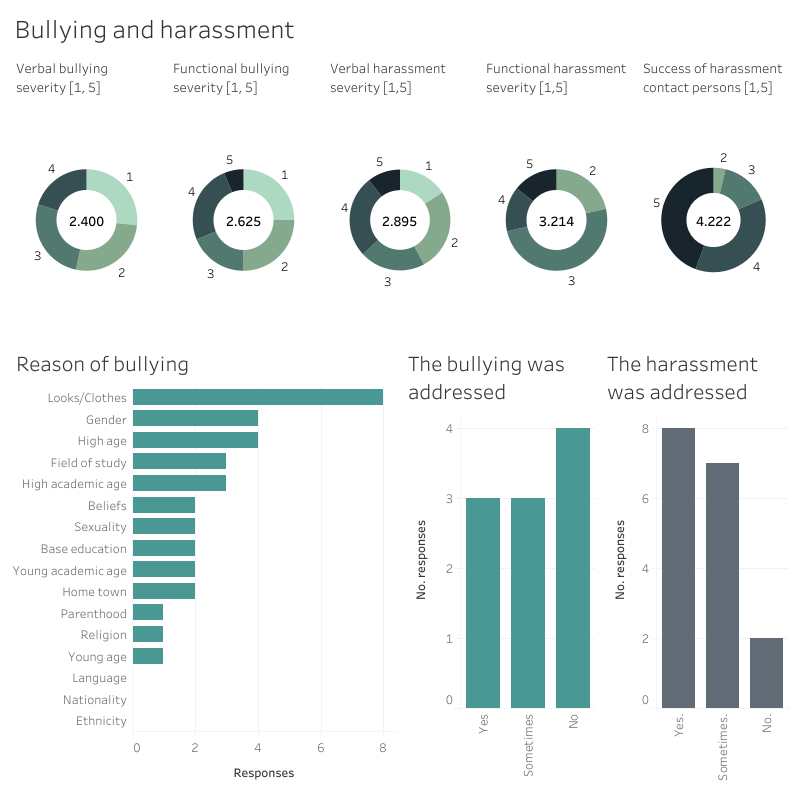 Bullying and harassment
Verbal bullying
severity [1, 5]
Functional bullying
severity [1, 5]
Verbal harassment
severity [1,5]
Functional harassment
severity [1,5]
Success of harassment
contact persons [1,5]
4
1
2.400
3
2
5
1
4
2.625
3
2
5
1
4
2.895
2
3
5
2
4
3.214
3
2
3
5
4.222
4
Reason of bullying
Looks/Clothes
Gender
High age
Field of study
High academic age
Beliefs
Sexuality
Base education
Young academic age
Home town
Parenthood
Religion
Young age
Language
Nationality
Ethnicity
0 2 4 6 8
Responses
The bullying was
addressed
No. responses
4
3
2
1
0
Yes
Sometimes
No
The harassment
was addressed
No. responses
8
6
4
2
0
Yes.
Sometimes.
No.